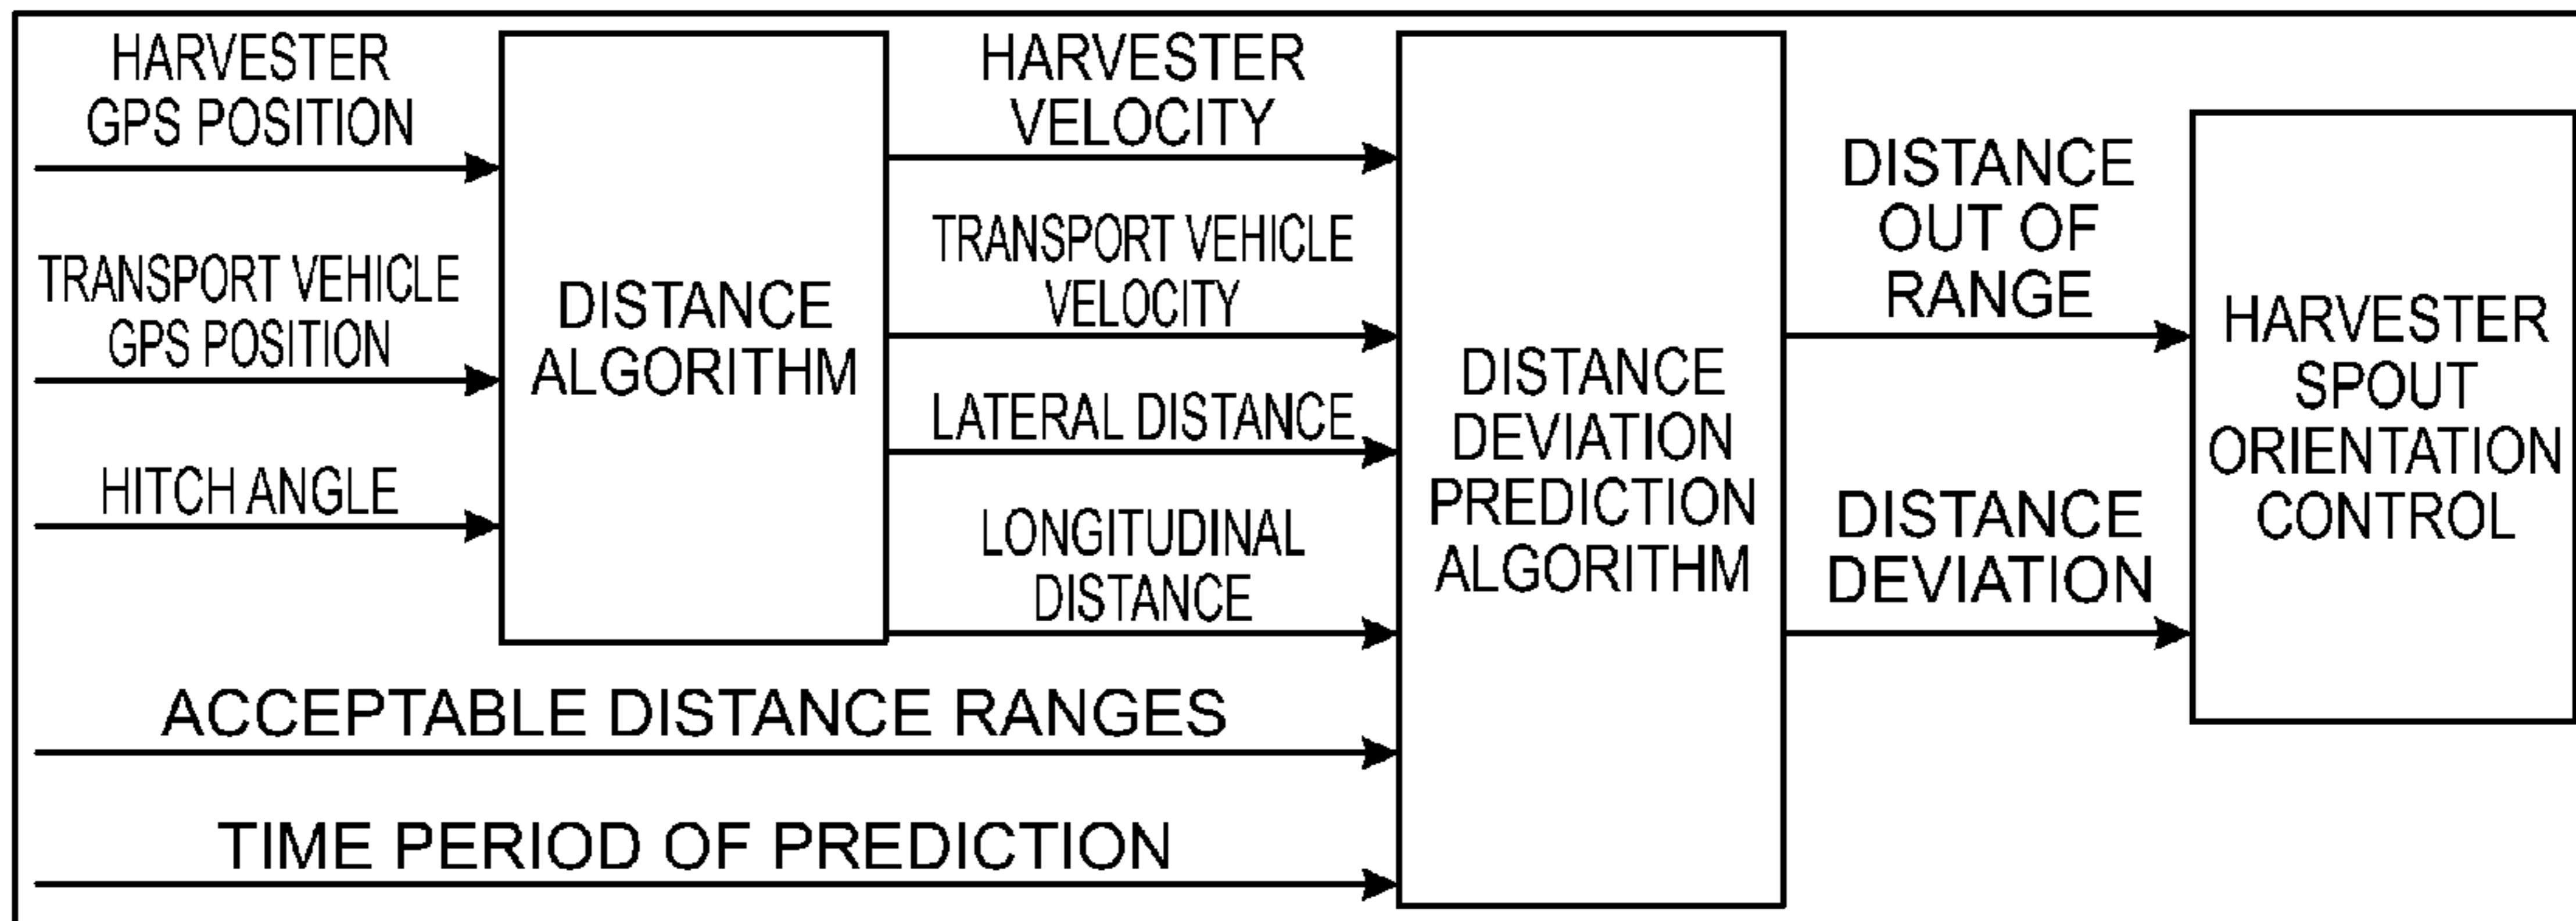 HARVESTER
GPS POSITION
TRANSPORT VEHICLE
GPS POSITION
HITCH ANGLE
DISTANCE
ALGORITHM
HARVESTER
VELOCITY
TRANSPORT VEHICLE
VELOCITY
LATERAL DISTANCE
LONGITUDINAL
DISTANCE
ACCEPTABLE DISTANCE RANGES
TIME PERIOD OF PREDICTION
DISTANCE
DEVIATION
PREDICTION
ALGORITHM
DISTANCE
OUT OF
RANGE
DISTANCE
DEVIATION
HARVESTER
SPOUT
ORIENTATION
CONTROL